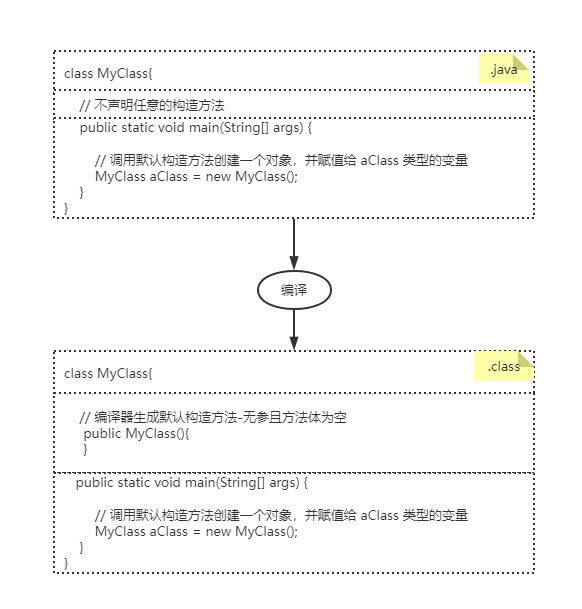 .java
class MyClass{
// 不声明任意的构造方法
public static void main(String[] args) {
// 调用默认构造方法创建一个对象，并赋值给 aClass 类型的变量
MyClass aClass = new MyClass();
}
}
编译
.class
class MyClass{
// 编译器生成默认构造方法-无参且方法体为空
public MyClass(){
}
public static void main(String[] args) {
// 调用默认构造方法创建一个对象，并赋值给 aClass 类型的变量
MyClass aClass = new MyClass();
}
}